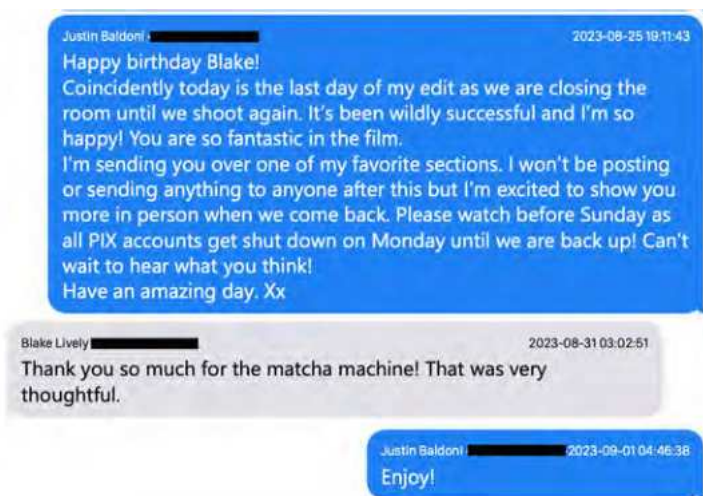 Justin Baldoni 2023-08-25 19:11:43
Happy birthday Blake!
Coincidently today is the last day of my edit as we are closing the
room until we shoot again. It's been wildly successful and I'm so
happy! You are so fantastic in the film.
I'm sending you over one of my favorite sections. I won't be posting
or sending anything to anyone after this but I'm excited to show you
more in person when we come back. Please watch before Sunday as
all PIX accounts get shut down on Monday until we are back up! Can't
wait to hear what you think!
Have an amazing day. Xx
Blake Lively 2023-08-31 03:02:51
Thank you so much for the matcha machine! That was very
thoughtful.
Justin Baldoni 2023-09-01 04:46:38
Enjoy!